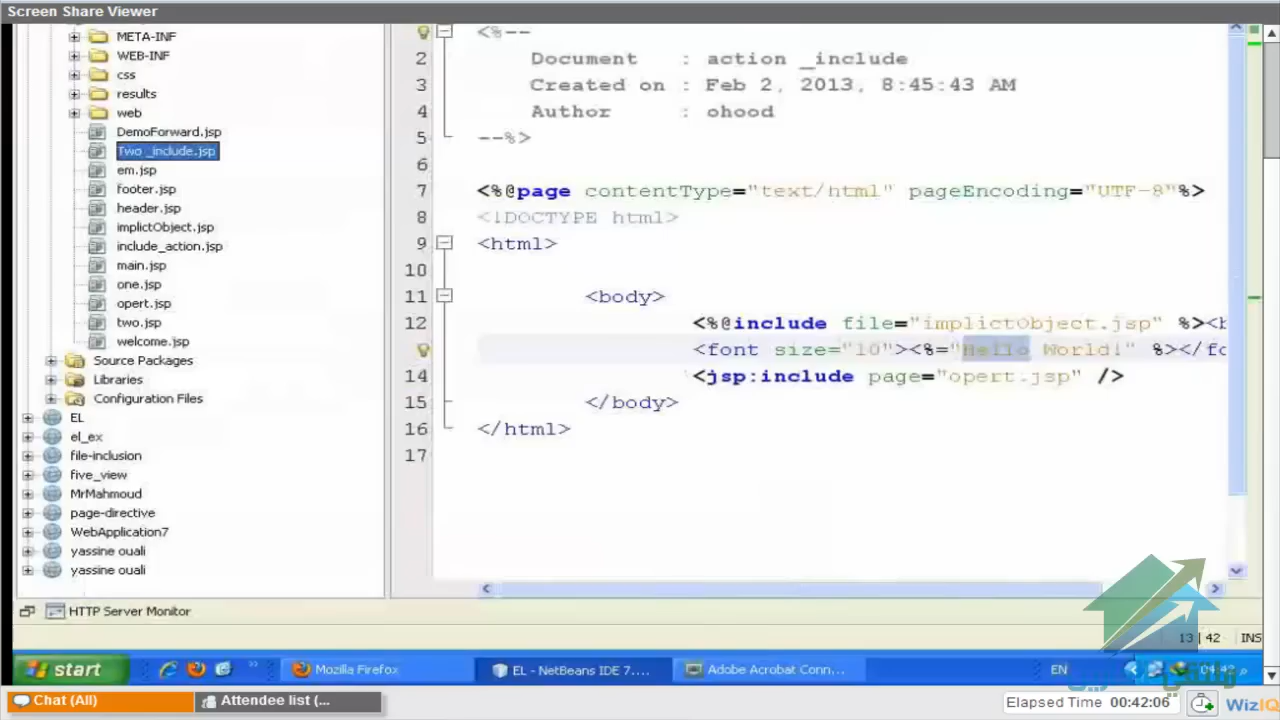 Screen Share Viewer
META-INF
WEB-INF
css
results
web
DemoForward.jsp
Two _include.jsp
em.jsp
footer.jsp
header.jsp
implictObject.jsp
include_action.jsp
main.jsp
one.jsp
opert.jsp
two.jsp
welcome.jsp
Source Packages
Libraries
Configuration Files
EL
el_ex
file-inclusion
five_view
MrMahmoud
page-directive
WebApplication7
yassine ouali
yassine ouali
<%--
2 Document : action _include
3 Created on : Feb 2, 2013, 8:45:43 AM
4 Author : ohood
5 --%>
6
7 <%@page contentType="text/html" pageEncoding="UTF-8"%>
8 <!DOCTYPE html>
9 <html>
10
11 <body>
12 <%@include file="implictObject.jsp" %><b
<font size="10"><%="Hello World!" %></fo
14 <jsp:include page="opert.jsp" />
15 </body>
16 </html>
17
HTTP Server Monitor
13 | 42 INS
start
Mozilla Firefox
EL - NetBeans IDE 7....
Adobe Acrobat Conn...
EN
Chat (All)
Attendee list (...
Elapsed Time 00:42:06
WizIQ